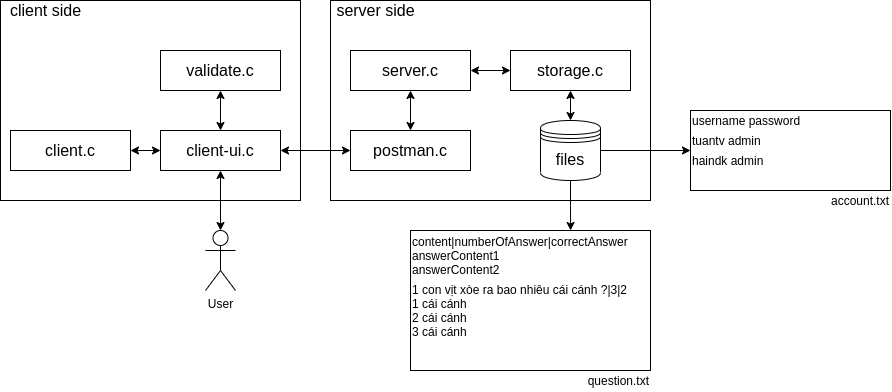 client side
server side
validate.c
server.c
storage.c
client.c
client-ui.c
postman.c
files
username password
tuantv admin
haindk admin
account.txt
User
content|numberOfAnswer|correctAnswer
answerContent1
answerContent2
1 con vịt xòe ra bao nhiêu cái cánh ?|3|2
1 cái cánh
2 cái cánh
3 cái cánh
question.txt